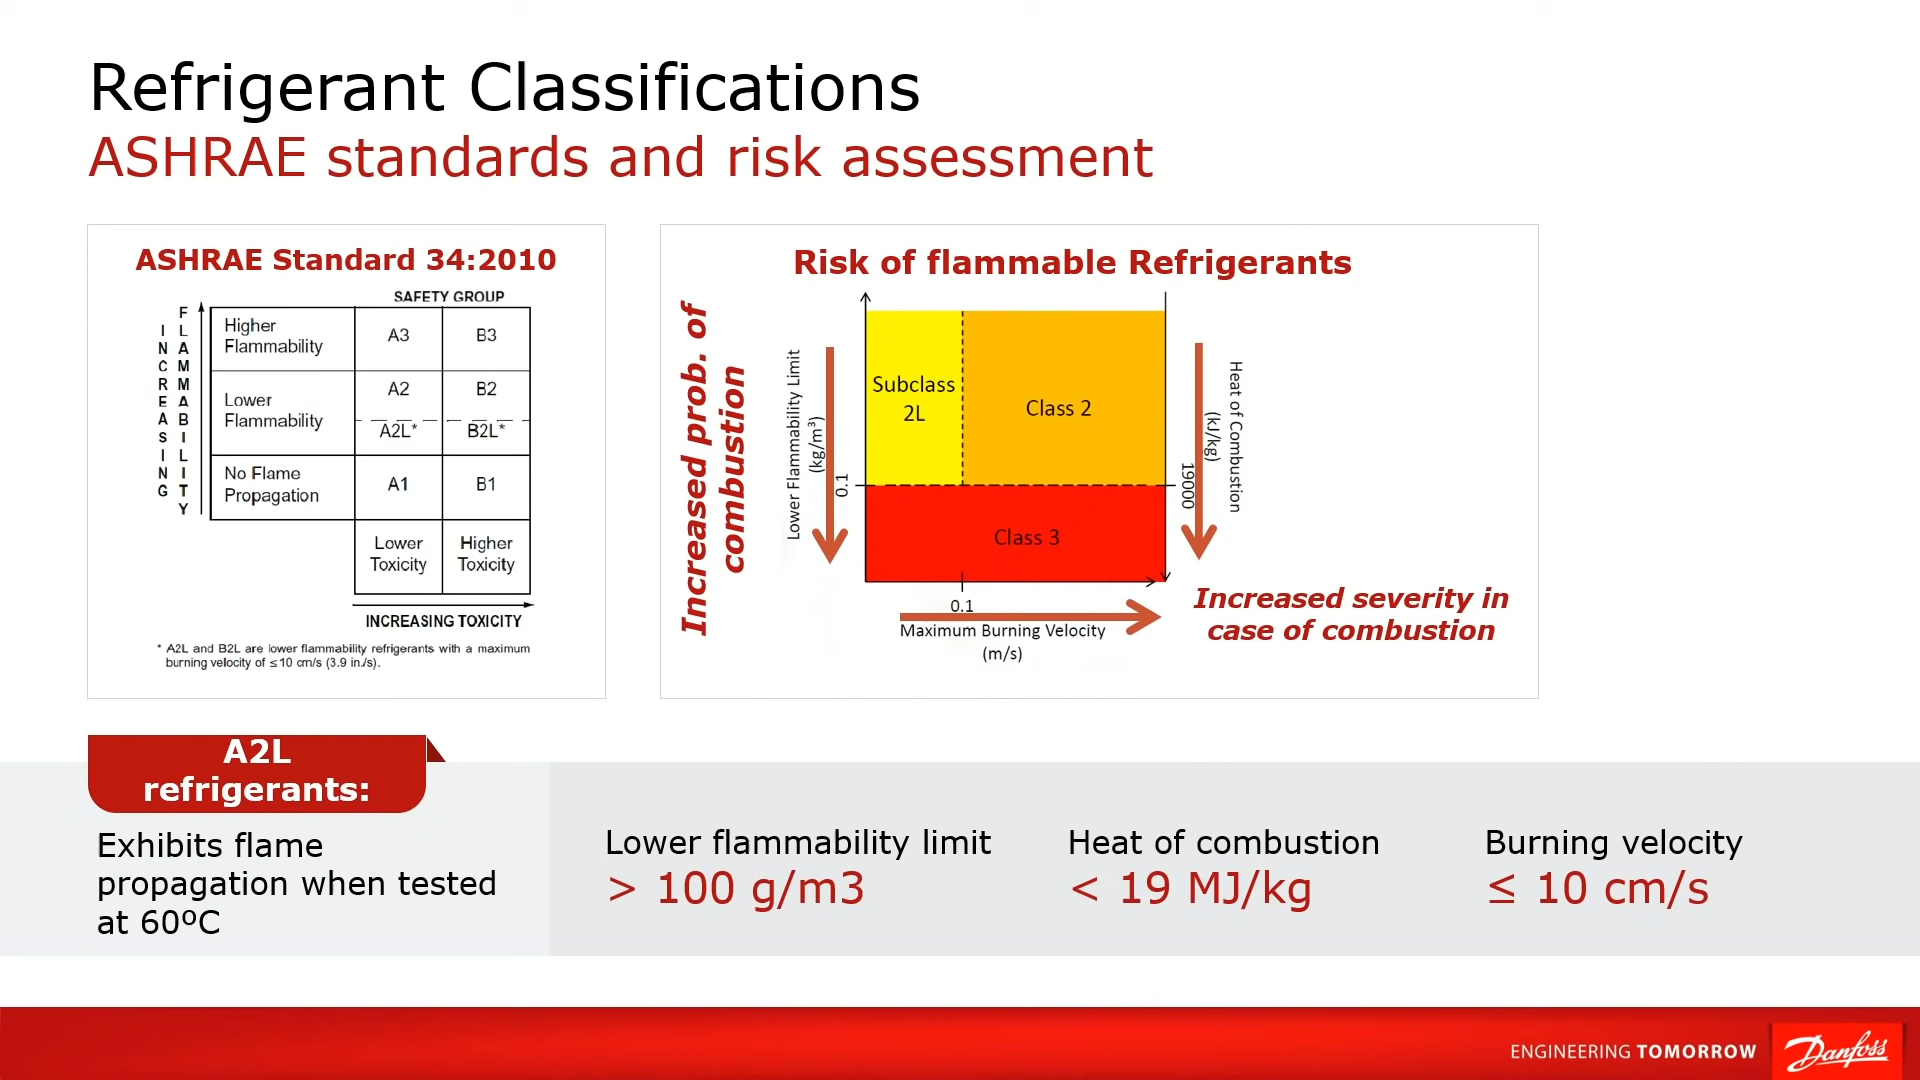 Refrigerant Classifications
ASHRAE standards and risk assessment
ASHRAE Standard 34:2010
SAFETY GROUP
INCREASING
FLAMMABILITY
Higher
Flammability
A3
B3
Lower
Flammability
A2
B2
A2L*
B2L*
No Flame
Propagation
A1
B1
Lower
Toxicity
Higher
Toxicity
INCREASING TOXICITY
* A2L and B2L are lower flammability refrigerants with a maximum
burning velocity of ≤10 cm/s (3.9 in./s).
Risk of flammable Refrigerants
Increased prob. of
combustion
Lower Flammability Limit
(kg/m³)
0.1
Subclass
2L
Class 2
Class 3
19000
Heat of Combustion
(kJ/kg)
0.1
Maximum Burning Velocity
(m/s)
Increased severity in
case of combustion
A2L
refrigerants:
Exhibits flame
propagation when tested
at 60ºC
Lower flammability limit
> 100 g/m3
Heat of combustion
< 19 MJ/kg
Burning velocity
≤ 10 cm/s
ENGINEERING TOMORROW
Danfoss